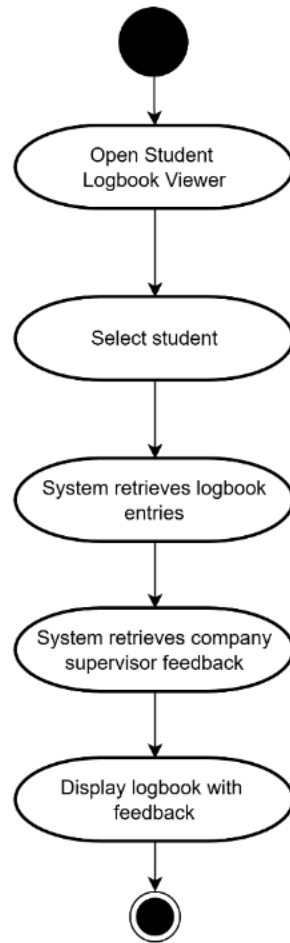 Open Student
Logbook Viewer
Select student
System retrieves logbook
entries
System retrieves company
supervisor feedback
Display logbook with
feedback